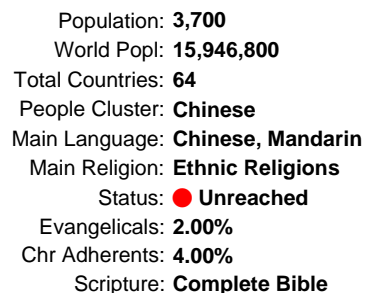 Population: 3,700
World Popl: 15,946,800
Total Countries: 64
People Cluster: Chinese
Main Language: Chinese, Mandarin
Main Religion: Ethnic Religions
Status: Unreached
Evangelicals: 2.00%
Chr Adherents: 4.00%
Scripture: Complete Bible